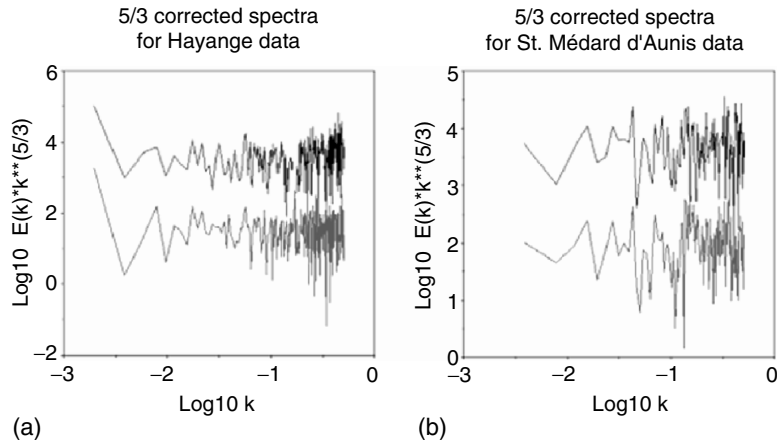 5/3 corrected spectra
for Hayange data
5/3 corrected spectra
for St. Médard d'Aunis data
Log10 E(k)*k**(5/3)
6
4
2
0
−2
−3
−2
−1
0
Log10 k
(a)
Log10 E(k)*k**(5/3)
5
4
3
2
1
0
−3
−2
−1
0
Log10 k
(b)